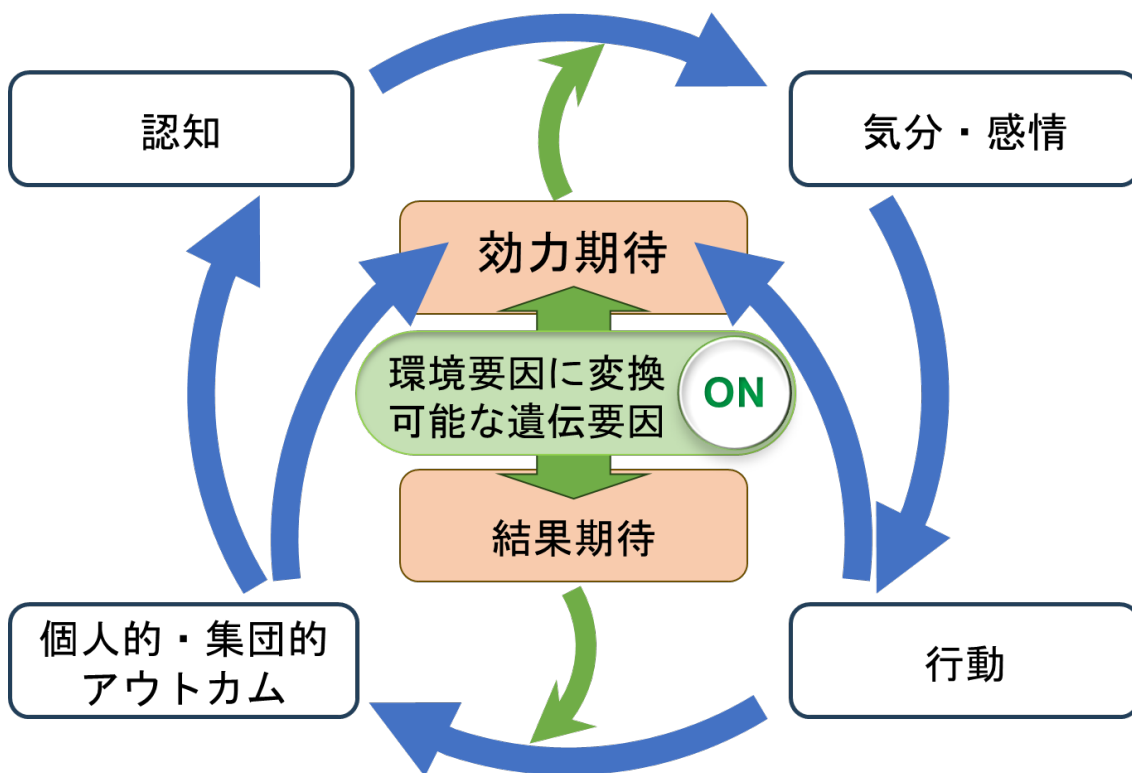 認知
気分・感情
効力期待
環境要因に変換
可能な遺伝要因
ON
結果期待
個人的・集団的
アウトカム
行動